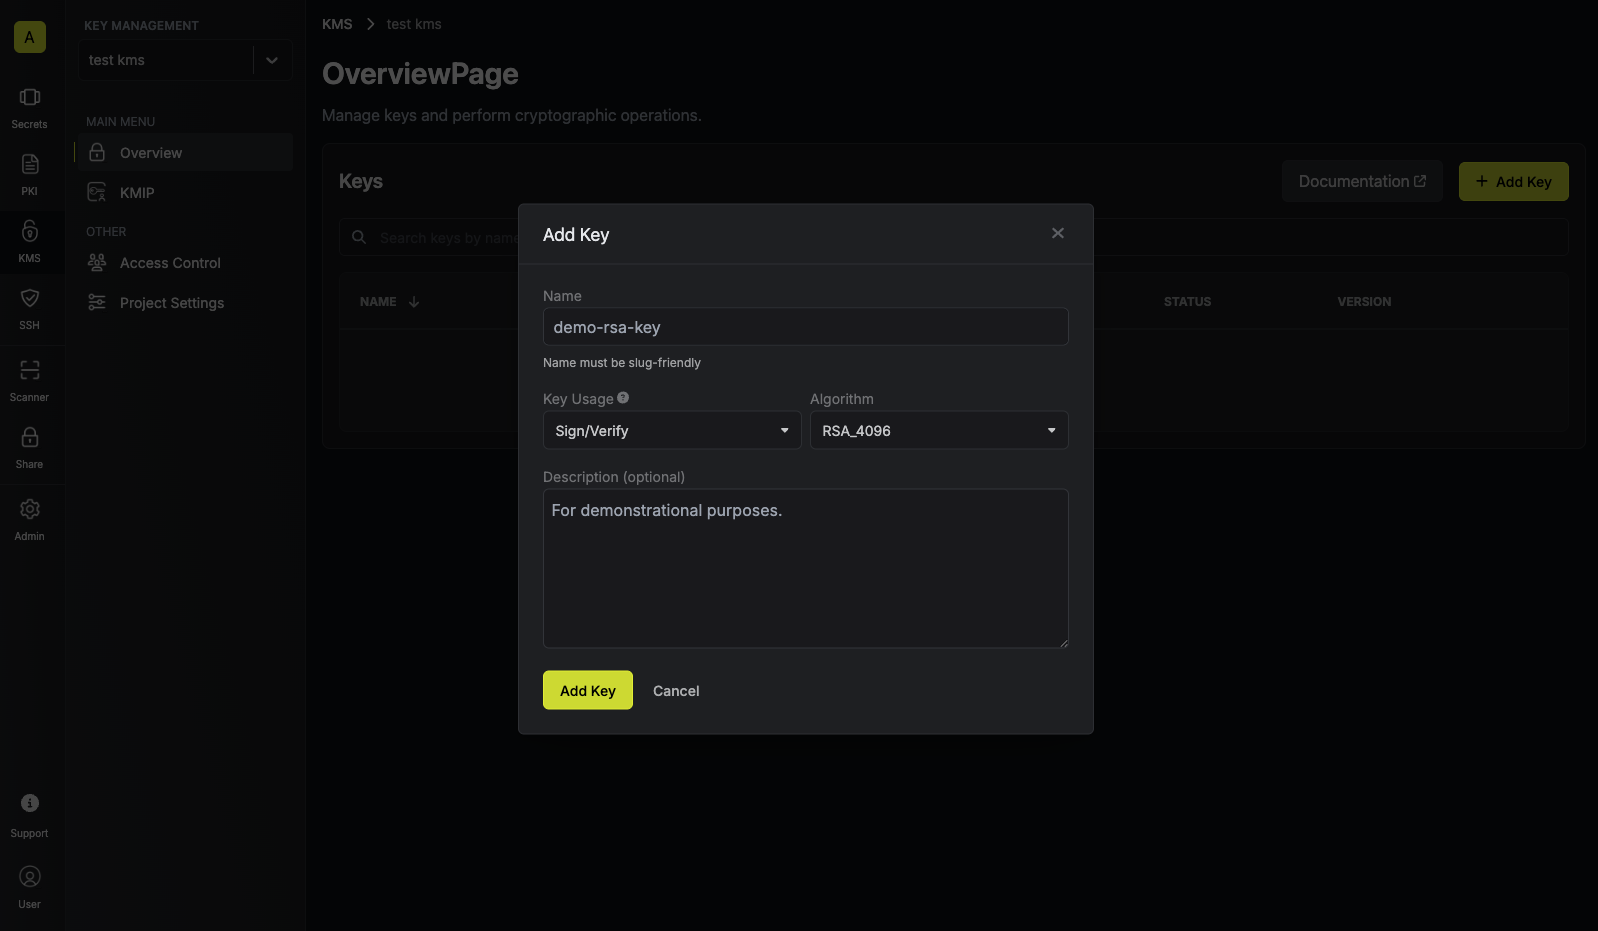 A
Secrets
PKI
KMS
SSH
Scanner
Share
Admin
Support
User
KEY MANAGEMENT
test kms
MAIN MENU
Overview
KMIP
OTHER
Access Control
Project Settings
KMS test kms
OverviewPage
Manage keys and perform cryptographic operations.
Keys
Documentation
+ Add Key
Search keys by name
NAME STATUS VERSION
Add Key
Name
demo-rsa-key
Name must be slug-friendly
Key Usage Algorithm
Sign/Verify RSA_4096
Description (optional)
For demonstrational purposes.
Add Key Cancel